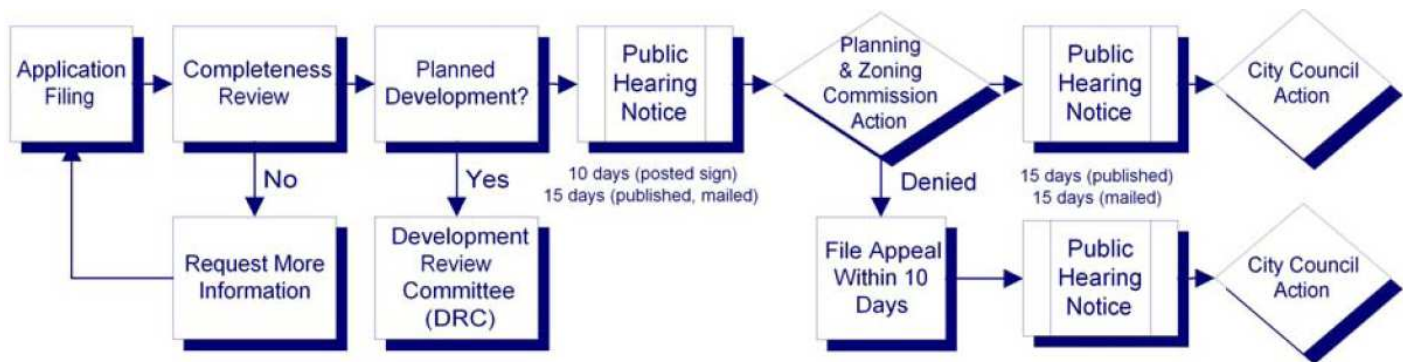 Application
Filing
Completeness
Review
Planned
Development?
Public
Hearing
Notice
Planning
& Zoning
Commission
Action
Public
Hearing
Notice
City Council
Action
No
Yes
10 days (posted sign)
15 days (published, mailed)
Denied
15 days (published)
15 days (mailed)
Request More
Information
Development
Review
Committee
(DRC)
File Appeal
Within 10
Days
Public
Hearing
Notice
City Council
Action